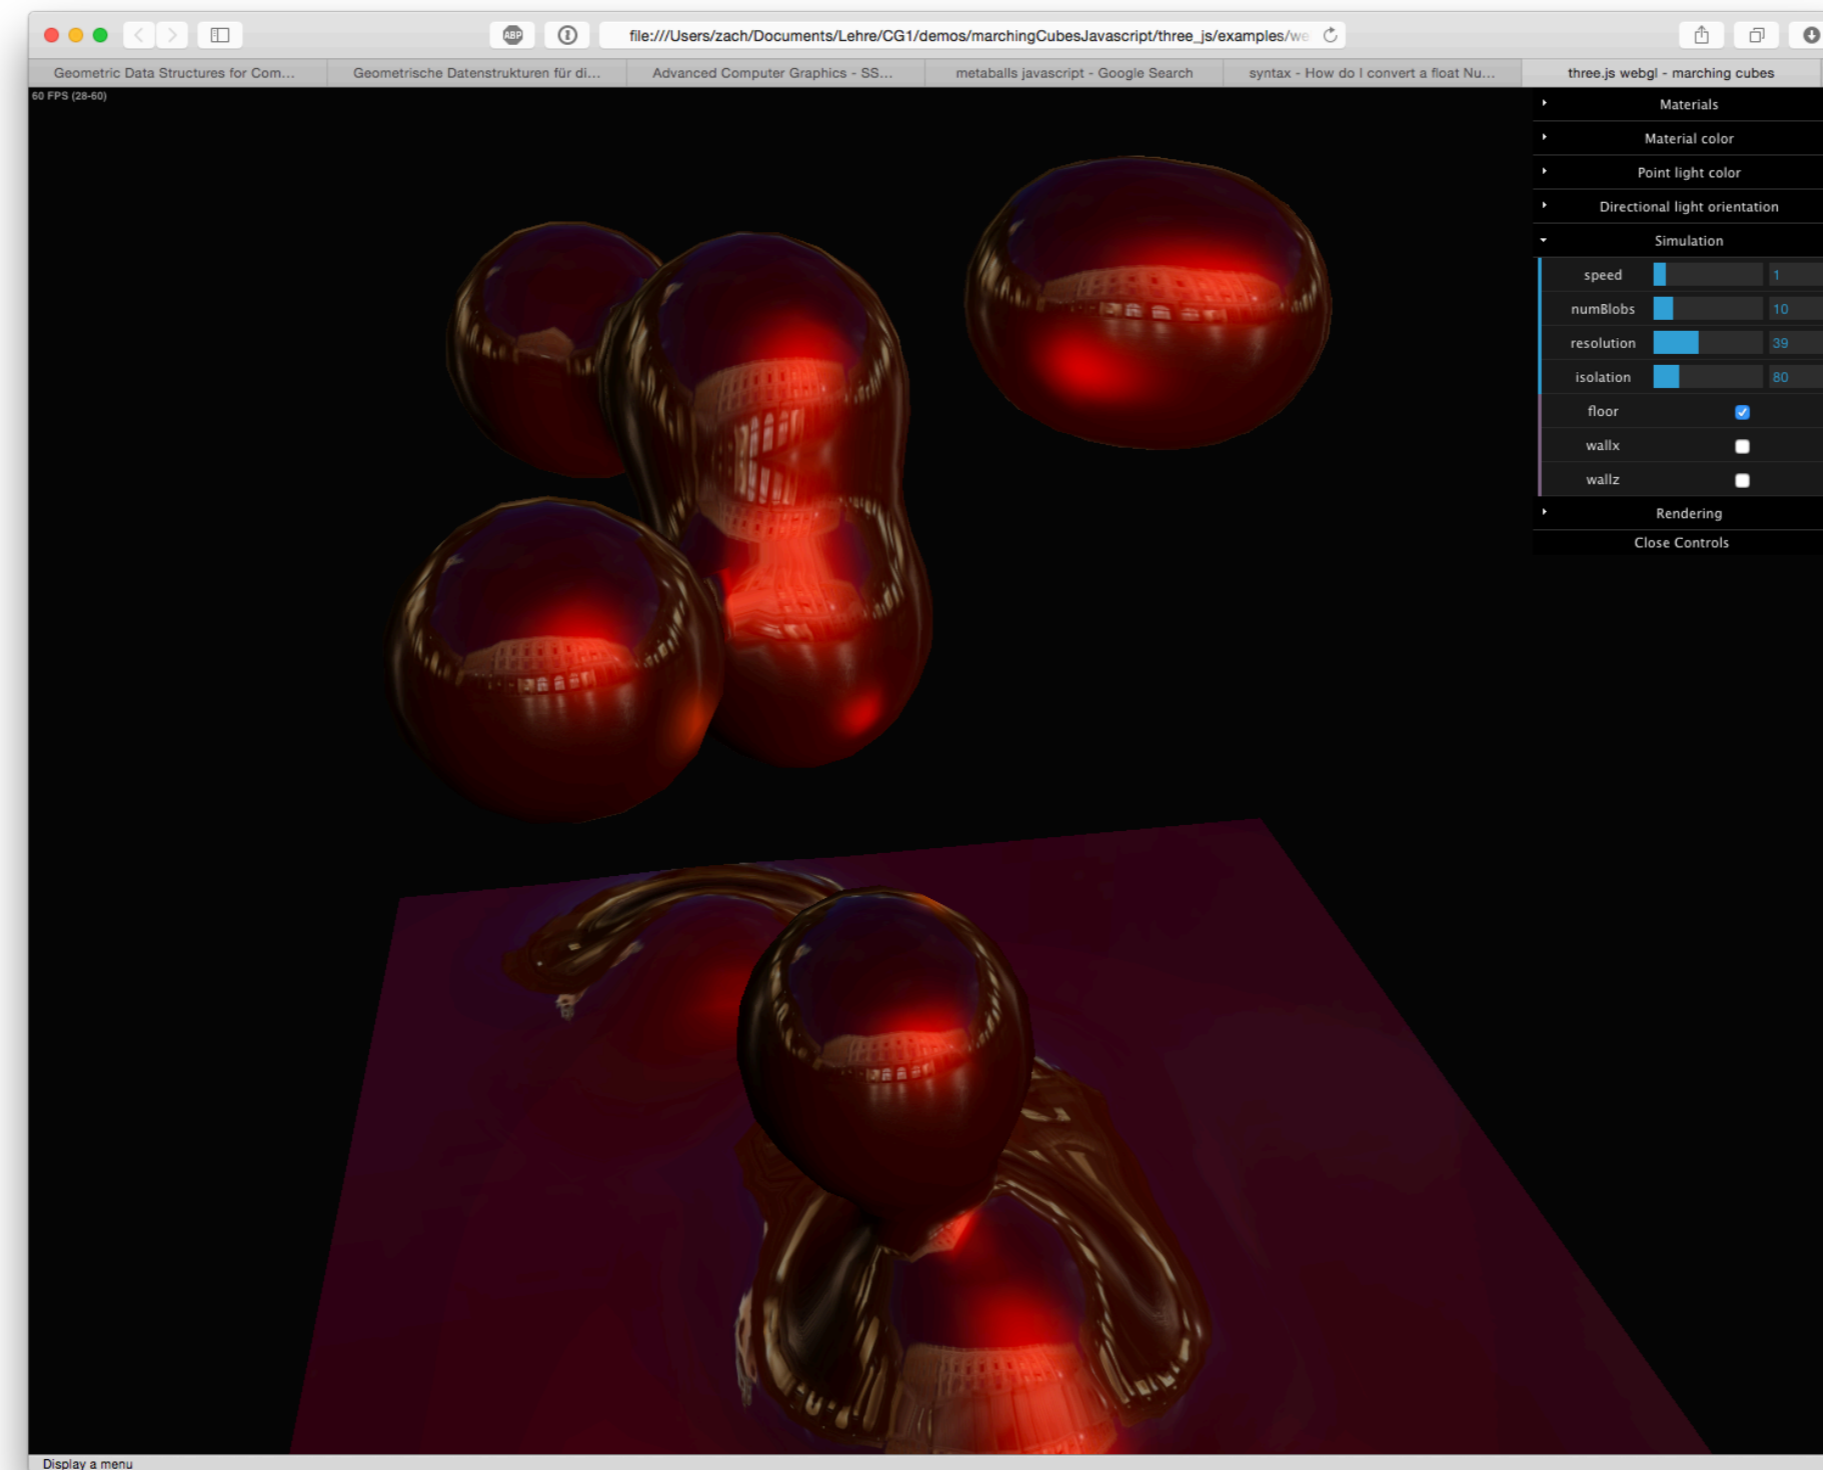 ABP
file:///Users/zach/Documents/Lehre/CG1/demos/marchingCubesJavascript/three_js/examples/we
Geometric Data Structures for Com...
Geometrische Datenstrukturen für di...
Advanced Computer Graphics - SS...
metaballs javascript - Google Search
syntax - How do I convert a float Nu...
three.js webgl - marching cubes
60 FPS (28-60)
Materials
Material color
Point light color
Directional light orientation
Simulation
speed 1
numBlobs 10
resolution 39
isolation 80
floor
wallx
wallz
Rendering
Close Controls
Display a menu